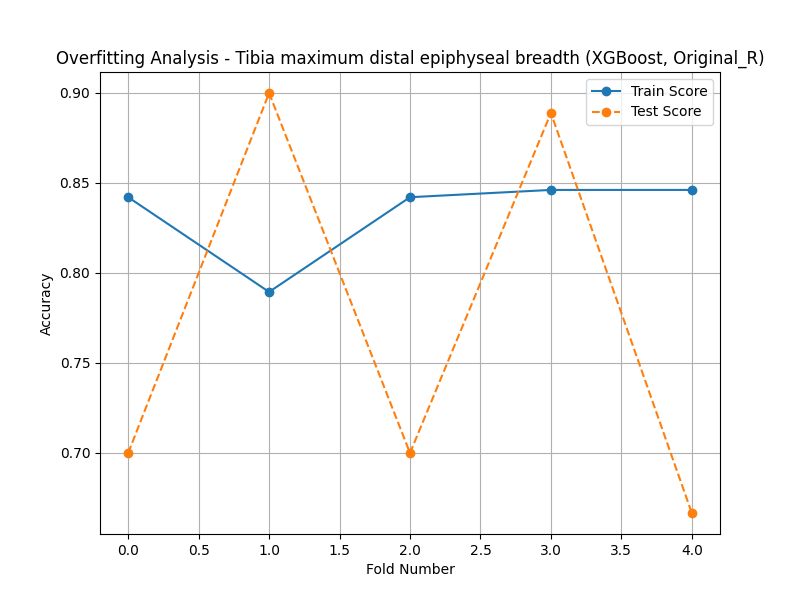 Overfitting Analysis - Tibia maximum distal epiphyseal breadth (XGBoost, Original_R)
Train Score
Test Score
0.90
0.85
0.80
0.75
0.70
Accuracy
0.0 0.5 1.0 1.5 2.0 2.5 3.0 3.5 4.0
Fold Number